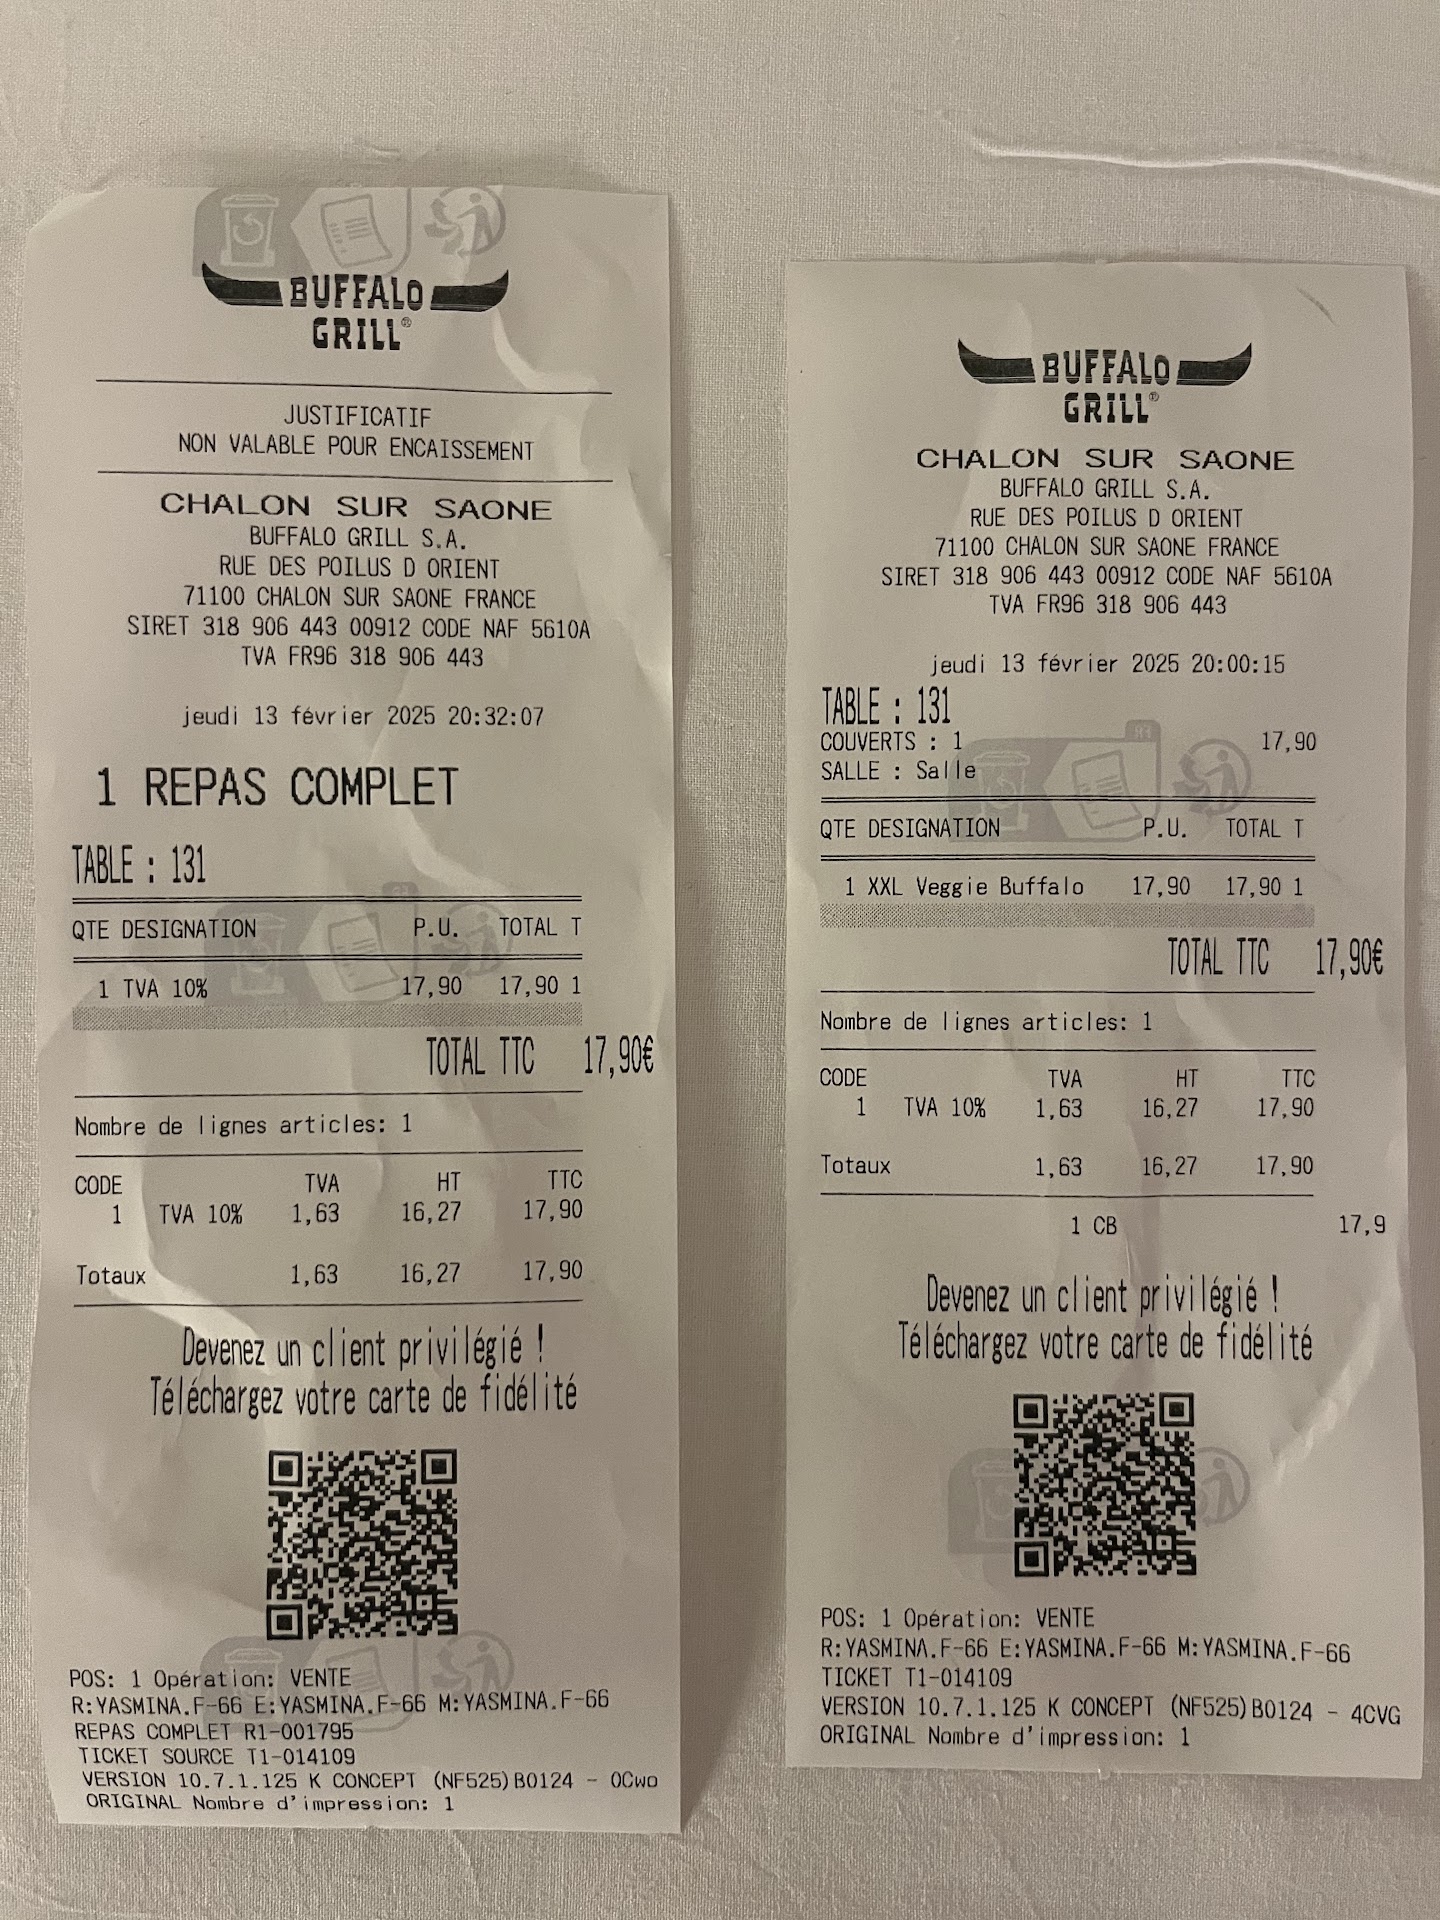 BUFFALO
GRILL®
JUSTIFICATIF
NON VALABLE POUR ENCAISSEMENT
CHALON SUR SAONE
BUFFALO GRILL S.A.
RUE DES POILUS D ORIENT
71100 CHALON SUR SAONE FRANCE
SIRET 318 906 443 00912 CODE NAF 5610A
TVA FR96 318 906 443
jeudi 13 février 2025 20:32:07
1 REPAS COMPLET
TABLE : 131
QTE DESIGNATION P.U. TOTAL T
1 TVA 10% 17,90 17,90 1
TOTAL TTC 17,90€
Nombre de lignes articles: 1
CODE TVA HT TTC
1 TVA 10% 1,63 16,27 17,90
Totaux 1,63 16,27 17,90
Devenez un client privilégié !
Téléchargez votre carte de fidélité
POS: 1 Opération: VENTE
R:YASMINA.F-66 E:YASMINA.F-66 M:YASMINA.F-66
REPAS COMPLET R1-001795
TICKET SOURCE T1-014109
VERSION 10.7.1.125 K CONCEPT (NF525)B0124 - 0Cwo
ORIGINAL Nombre d'impression: 1
BUFFALO
GRILL®
CHALON SUR SAONE
BUFFALO GRILL S.A.
RUE DES POILUS D ORIENT
71100 CHALON SUR SAONE FRANCE
SIRET 318 906 443 00912 CODE NAF 5610A
TVA FR96 318 906 443
jeudi 13 février 2025 20:00:15
TABLE : 131
COUVERTS : 1 17,90
SALLE : Salle
QTE DESIGNATION P.U. TOTAL T
1 XXL Veggie Buffalo 17,90 17,90 1
TOTAL TTC 17,90€
Nombre de lignes articles: 1
CODE TVA HT TTC
1 TVA 10% 1,63 16,27 17,90
Totaux 1,63 16,27 17,90
1 CB 17,9
Devenez un client privilégié !
Téléchargez votre carte de fidélité
POS: 1 Opération: VENTE
R:YASMINA.F-66 E:YASMINA.F-66 M:YASMINA.F-66
TICKET T1-014109
VERSION 10.7.1.125 K CONCEPT (NF525)B0124 - 4CVG
ORIGINAL Nombre d'impression: 1